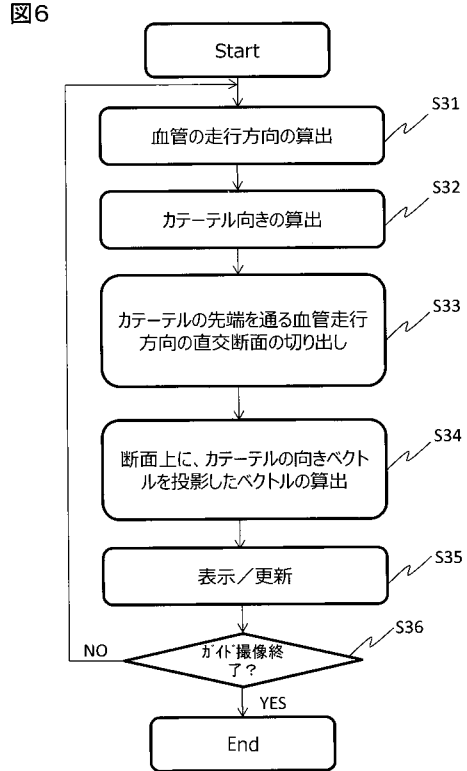 図6
Start
血管の走行方向の算出
S31
カテーテル向きの算出
S32
カテーテルの先端を通る血管走行
方向の直交断面の切り出し
S33
断面上に、カテーテルの向きベクト
ルを投影したベクトルの算出
S34
表示／更新
S35
ガイド撮像終
了?
S36
NO
YES
End